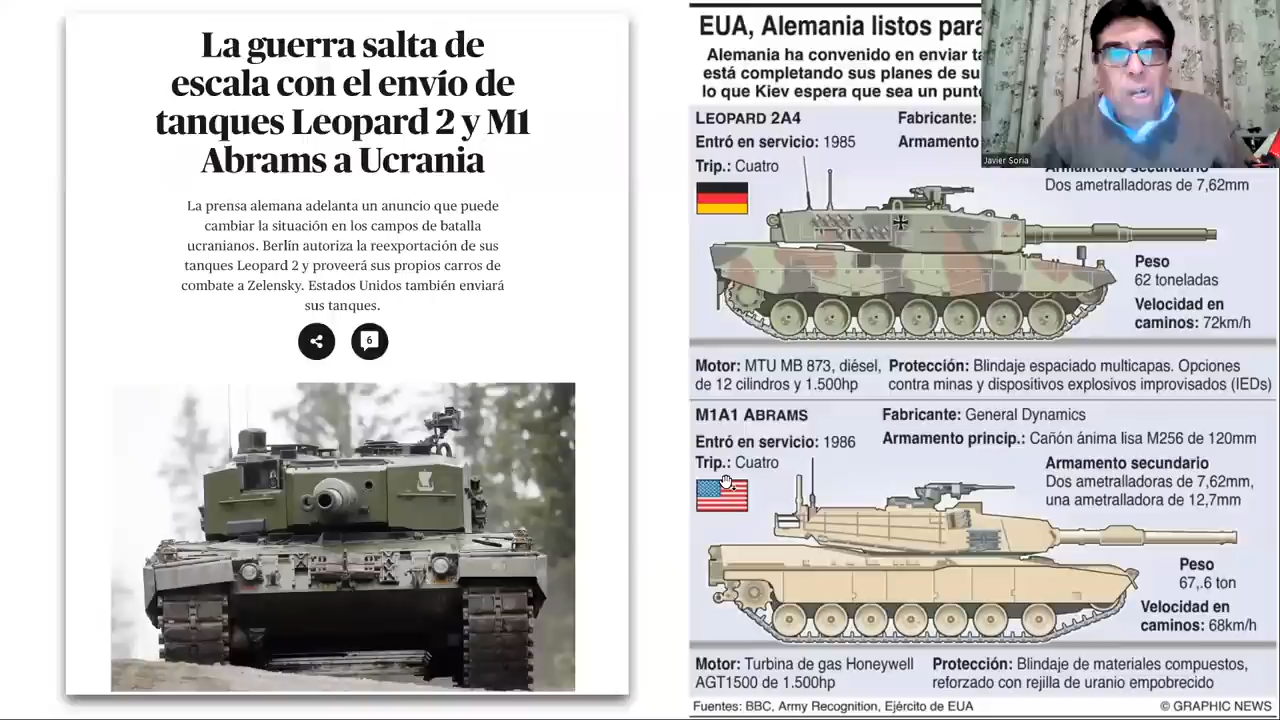 La guerra salta de
escala con el envío de
tanques Leopard 2 y M1
Abrams a Ucrania
La prensa alemana adelanta un anuncio que puede
cambiar la situación en los campos de batalla
ucranianos. Berlín autoriza la reexportación de sus
tanques Leopard 2 y proveerá sus propios carros de
combate a Zelensky. Estados Unidos también enviará
sus tanques.
6
EUA, Alemania listos para
Alemania ha convenido en enviar
está completando sus planes de
lo que Kiev espera que sea un
Javier Soria
LEOPARD 2A4
Fabricante:
Entró en servicio: 1985
Armamento
Trip.: Cuatro
Armamento secundario
Dos ametralladoras de 7,62mm
Peso
62 toneladas
Velocidad en
caminos: 72km/h
Motor: MTU MB 873, diésel,
de 12 cilindros y 1.500hp
Protección: Blindaje espaciado multicapas. Opciones
contra minas y dispositivos explosivos improvisados (IEDs)
M1A1 ABRAMS
Fabricante: General Dynamics
Entró en servicio: 1986
Armamento princip.: Cañón ánima lisa M256 de 120mm
Trip.: Cuatro
Armamento secundario
Dos ametralladoras de 7,62mm,
una ametralladora de 12,7mm
Peso
67,.6 ton
Velocidad en
caminos: 68km/h
Motor: Turbina de gas Honeywell
AGT1500 de 1.500hp
Protección: Blindaje de materiales compuestos,
reforzado con rejilla de uranio empobrecido
Fuentes: BBC, Army Recognition, Ejército de EUA
© GRAPHIC NEWS